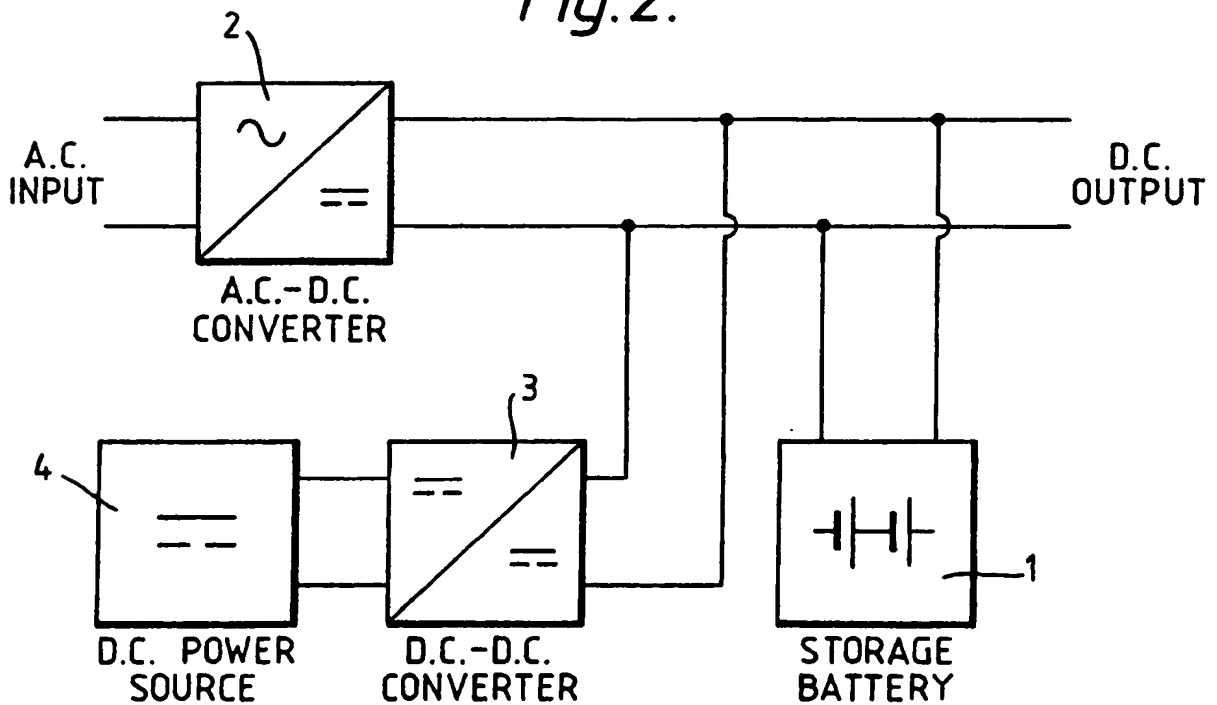 Fig. 2.
2
A.C.
INPUT
D.C.
OUTPUT
A.C.-D.C.
CONVERTER
3
4
1
D.C. POWER
SOURCE
D.C.-D.C.
CONVERTER
STORAGE
BATTERY